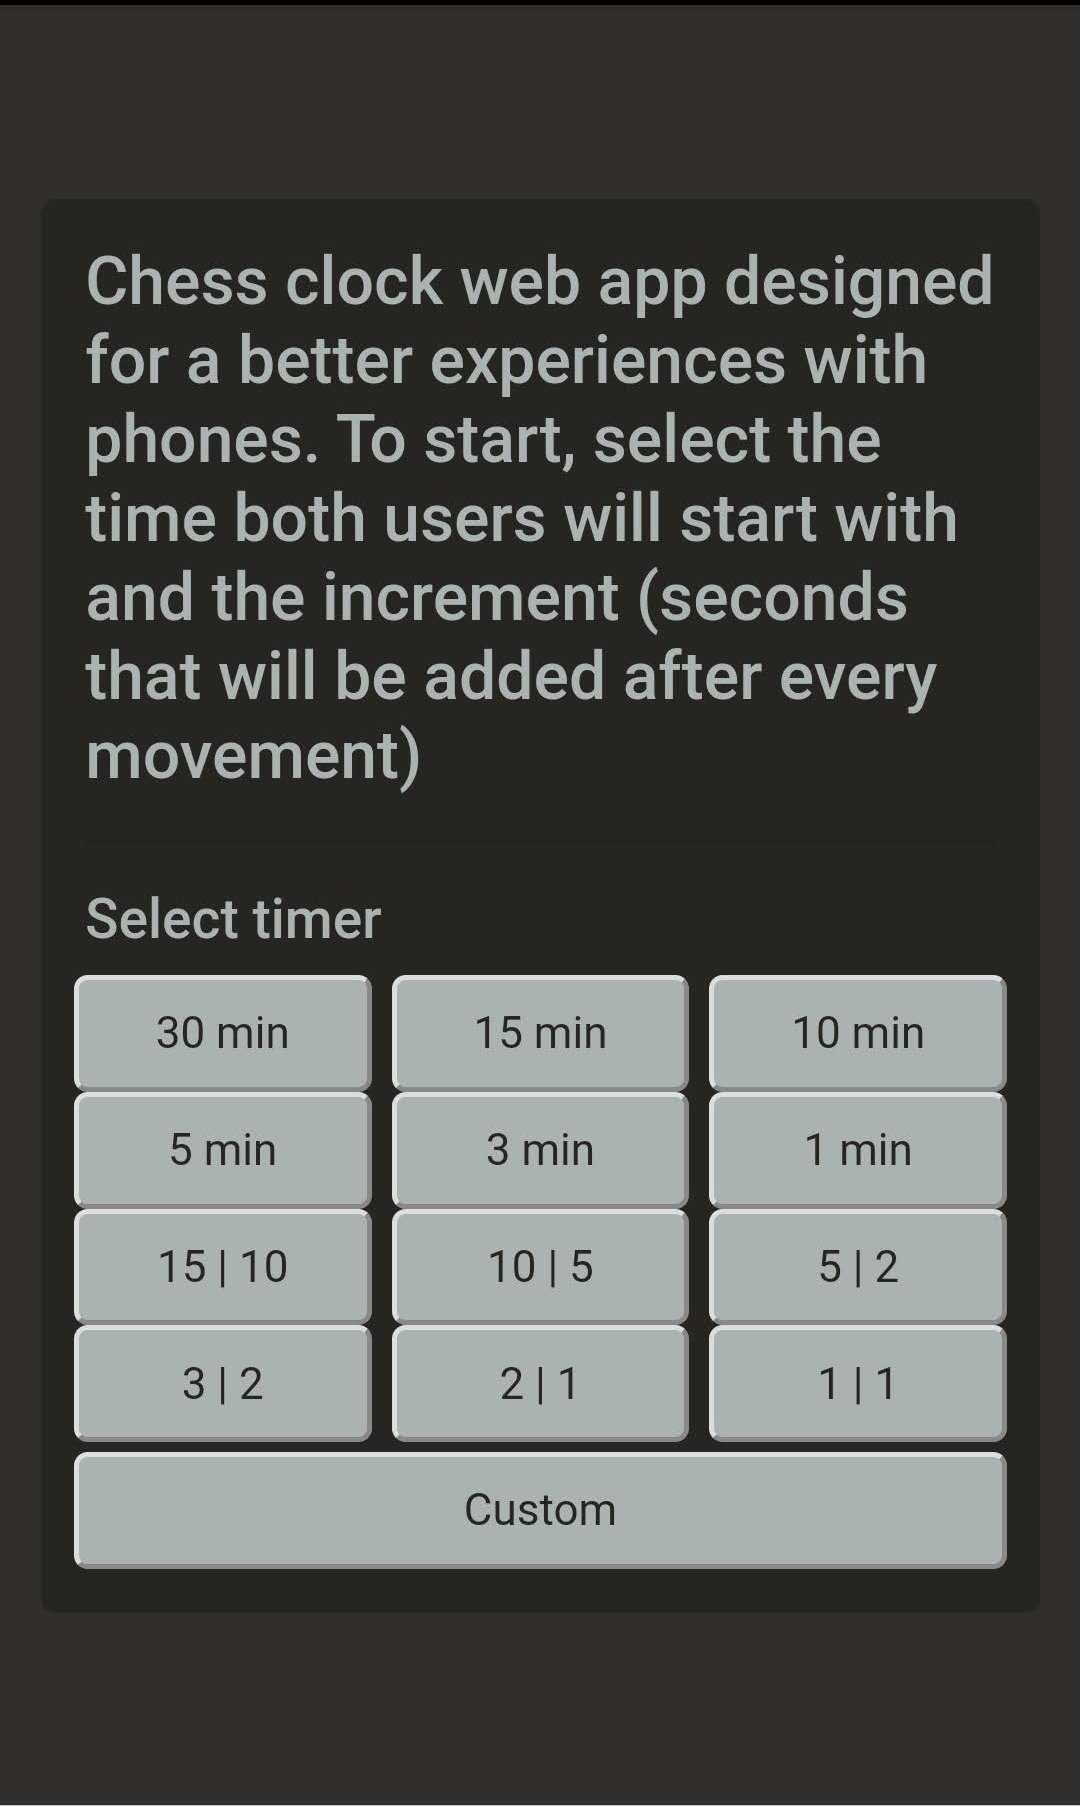 Chess clock web app designed
for a better experiences with
phones. To start, select the
time both users will start with
and the increment (seconds
that will be added after every
movement)
Select timer
30 min 15 min 10 min
5 min 3 min 1 min
15 | 10 10 | 5 5 | 2
3 | 2 2 | 1 1 | 1
Custom